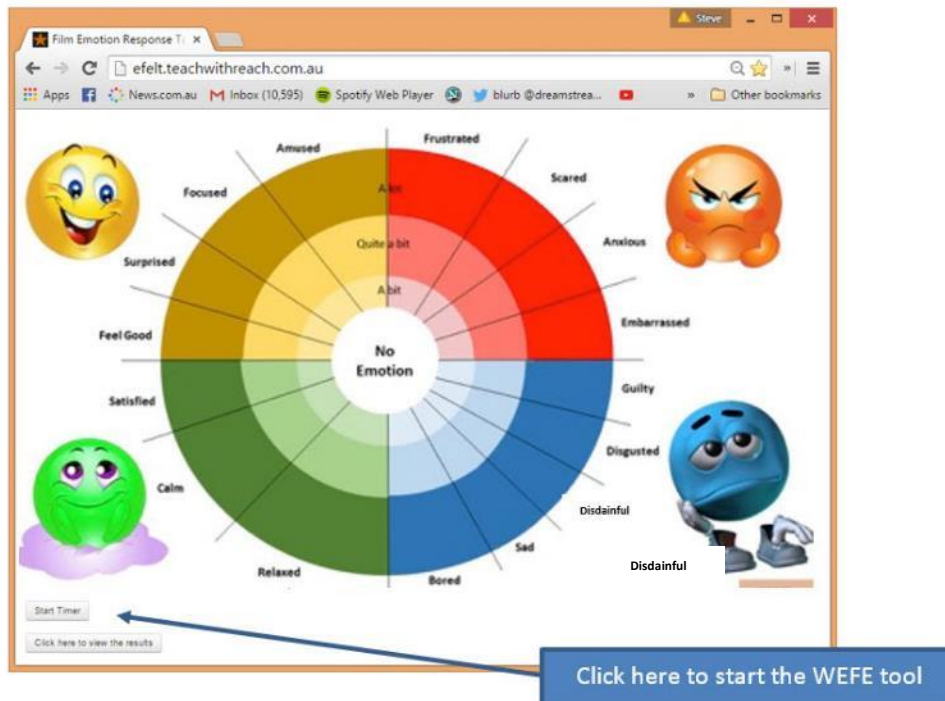 Steve
Film Emotion Response T
efelt.teachwithreach.com.au
Apps
News.com.au
Inbox (10,595)
Spotify Web Player
blurb @dreamstrea...
»
Other bookmarks
Frustrated
Amused
Scared
Focused
A lot
Quite a bit
Anxious
Surprised
A bit
Embarrassed
Feel Good
No
Emotion
Guilty
Satisfied
Disgusted
Calm
Disdainful
Sad
Disdainful
Relaxed
Bored
Start Timer
Click here to view the results
Click here to start the WEFE tool